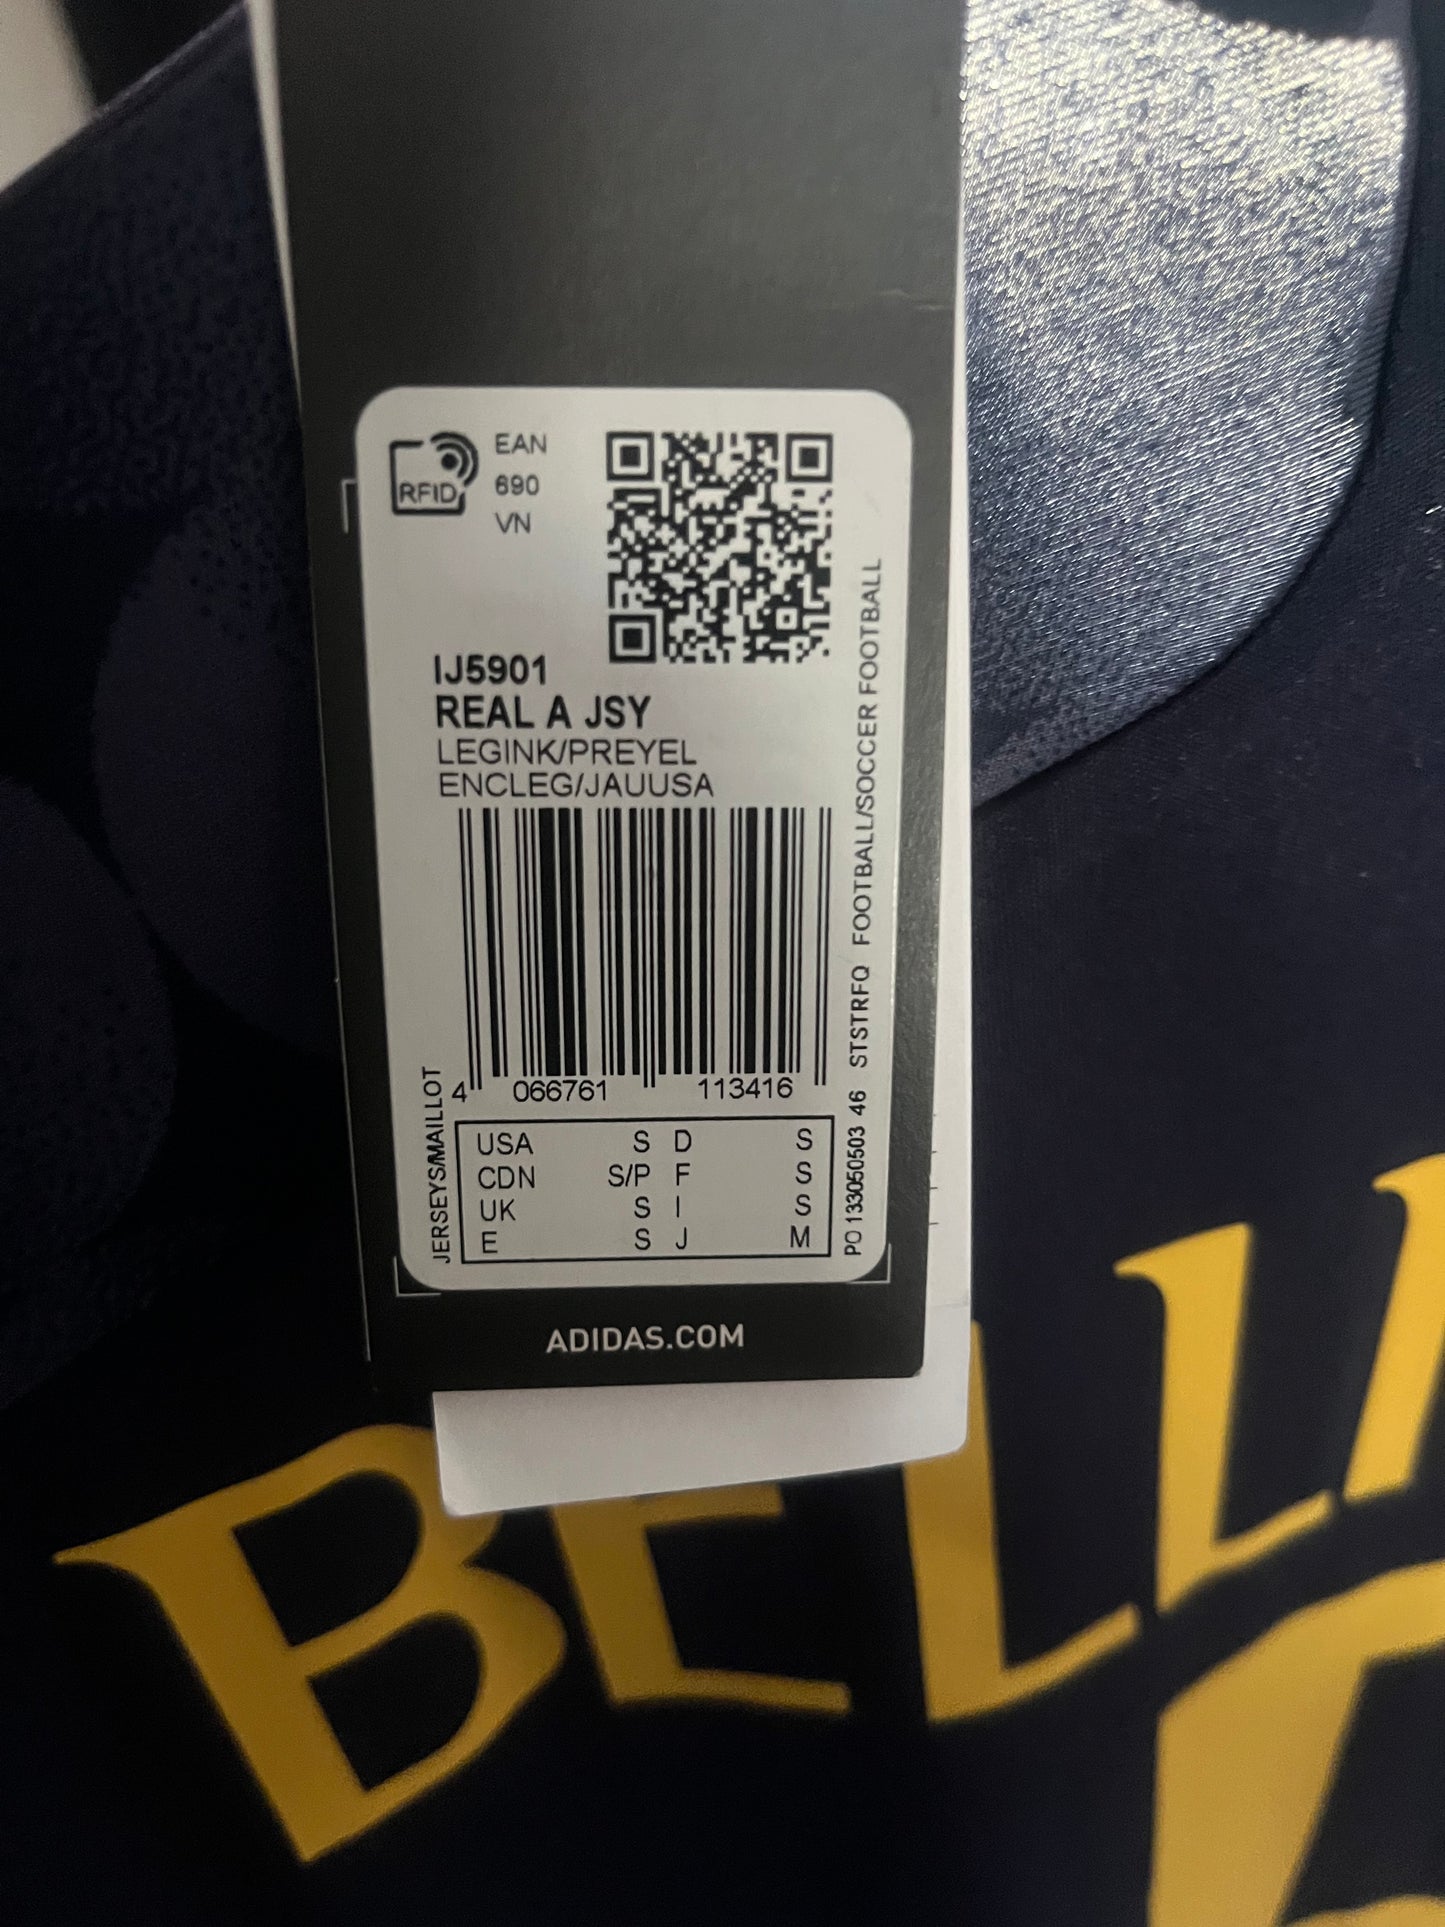 RFID
EAN
690
VN
IJ5901
REAL A JSY
LEGINK/PREYEL
ENCLEG/JAUUSA
4 066761 113416
USA S D S
CDN S/P F S
UK S I S
E S J M
JERSEYS/MAILLOT
PO 133050503 46 STSTRFQ FOOTBALL/SOCCER FOOTBALL
ADIDAS.COM
BELLI